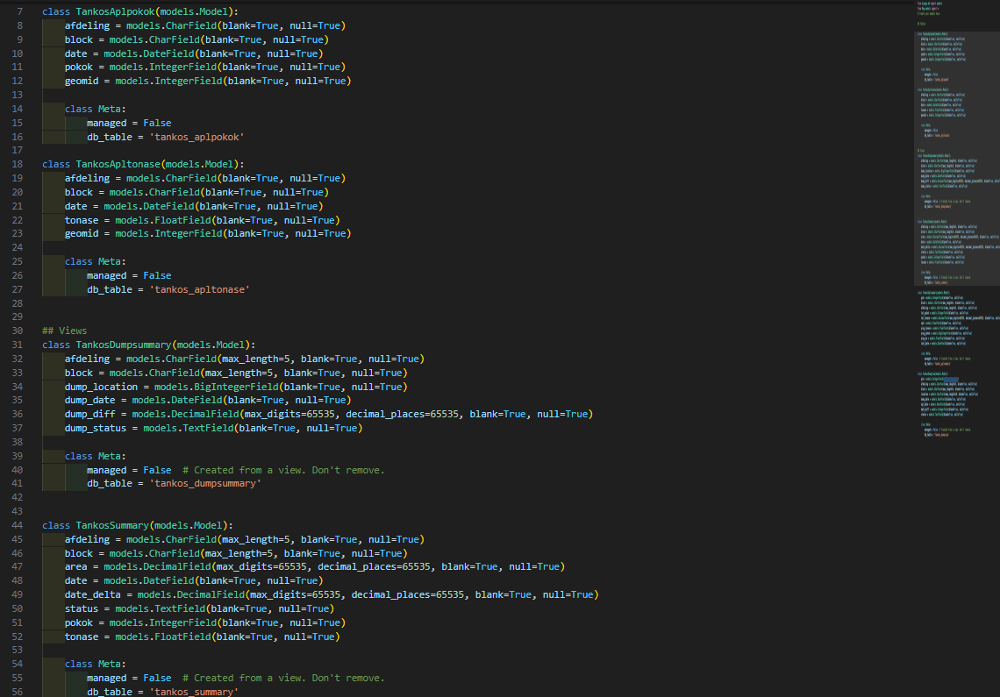 7 class TankosAplpokok(models.Model):
8     afdeling = models.CharField(blank=True, null=True)
9     block = models.CharField(blank=True, null=True)
10     date = models.DateField(blank=True, null=True)
11     pokok = models.IntegerField(blank=True, null=True)
12     geomid = models.IntegerField(blank=True, null=True)
13
14     class Meta:
15         managed = False
16         db_table = 'tankos_aplpokok'
17
18 class TankosApltonase(models.Model):
19     afdeling = models.CharField(blank=True, null=True)
20     block = models.CharField(blank=True, null=True)
21     date = models.DateField(blank=True, null=True)
22     tonase = models.FloatField(blank=True, null=True)
23     geomid = models.IntegerField(blank=True, null=True)
24
25     class Meta:
26         managed = False
27         db_table = 'tankos_apltonase'
28
29
30 ## Views
31 class TankosDumpsummary(models.Model):
32     afdeling = models.CharField(max_length=5, blank=True, null=True)
33     block = models.CharField(max_length=5, blank=True, null=True)
34     dump_location = models.BigIntegerField(blank=True, null=True)
35     dump_date = models.DateField(blank=True, null=True)
36     dump_diff = models.DecimalField(max_digits=65535, decimal_places=65535, blank=True, null=True)
37     dump_status = models.TextField(blank=True, null=True)
38
39     class Meta:
40         managed = False  # Created from a view. Don't remove.
41         db_table = 'tankos_dumpsummary'
42
43
44 class TankosSummary(models.Model):
45     afdeling = models.CharField(max_length=5, blank=True, null=True)
46     block = models.CharField(max_length=5, blank=True, null=True)
47     area = models.DecimalField(max_digits=65535, decimal_places=65535, blank=True, null=True)
48     date = models.DateField(blank=True, null=True)
49     date_delta = models.DecimalField(max_digits=65535, decimal_places=65535, blank=True, null=True)
50     status = models.TextField(blank=True, null=True)
51     pokok = models.IntegerField(blank=True, null=True)
52     tonase = models.FloatField(blank=True, null=True)
53
54     class Meta:
55         managed = False  # Created from a view. Don't remove.
56         db_table = 'tankos_summary'